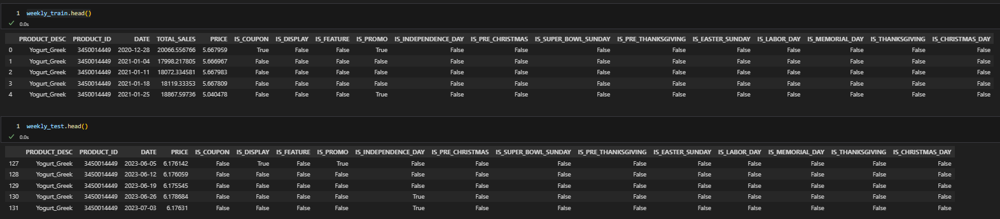 1 weekly_train.head()
✓ 0.0s
PRODUCT_DESC PRODUCT_ID DATE TOTAL_SALES PRICE IS_COUPON IS_DISPLAY IS_FEATURE IS_PROMO IS_INDEPENDENCE_DAY IS_PRE_CHRISTMAS IS_SUPER_BOWL_SUNDAY IS_PRE_THANKSGIVING IS_EASTER_SUNDAY IS_LABOR_DAY IS_MEMORIAL_DAY IS_THANKSGIVING IS_CHRISTMAS_DAY
0 Yogurt_Greek 3450014449 2020-12-28 20066.556766 5.667959 True False False True False False False False False False False False False
1 Yogurt_Greek 3450014449 2021-01-04 17998.217805 5.666967 False False False False False False False False False False False False False
2 Yogurt_Greek 3450014449 2021-01-11 18072.334581 5.667983 False False False False False False False False False False False False False
3 Yogurt_Greek 3450014449 2021-01-18 18119.33353 5.667809 False False False False False False False False False False False False False
4 Yogurt_Greek 3450014449 2021-01-25 18867.59736 5.040478 False False False True False False False False False False False False False
1 weekly_test.head()
✓ 0.0s
PRODUCT_DESC PRODUCT_ID DATE PRICE IS_COUPON IS_DISPLAY IS_FEATURE IS_PROMO IS_INDEPENDENCE_DAY IS_PRE_CHRISTMAS IS_SUPER_BOWL_SUNDAY IS_PRE_THANKSGIVING IS_EASTER_SUNDAY IS_LABOR_DAY IS_MEMORIAL_DAY IS_THANKSGIVING IS_CHRISTMAS_DAY
127 Yogurt_Greek 3450014449 2023-06-05 6.176142 False True False True False False False False False False False False False
128 Yogurt_Greek 3450014449 2023-06-12 6.176059 False False False False False False False False False False False False False
129 Yogurt_Greek 3450014449 2023-06-19 6.175545 False False False False False False False False False False False False False
130 Yogurt_Greek 3450014449 2023-06-26 6.178684 False False False False True False False False False False False False False
131 Yogurt_Greek 3450014449 2023-07-03 6.17631 False False False False True False False False False False False False False